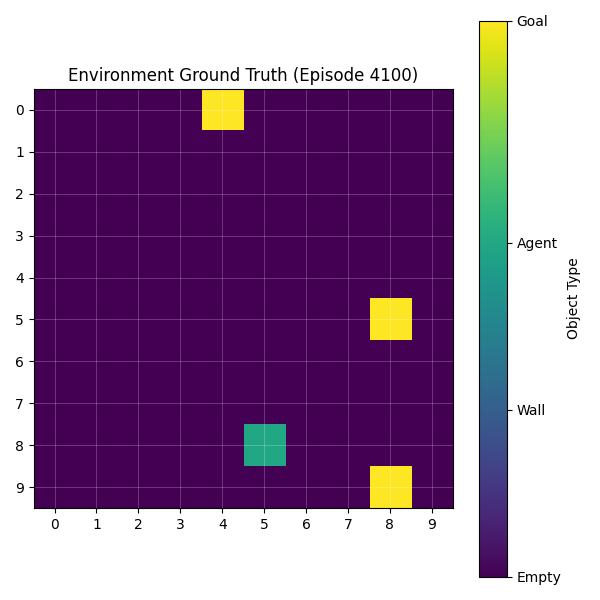 Environment Ground Truth (Episode 4100)
0
1
2
3
4
5
6
7
8
9
0 1 2 3 4 5 6 7 8 9
Goal
Agent
Wall
Empty
Object Type